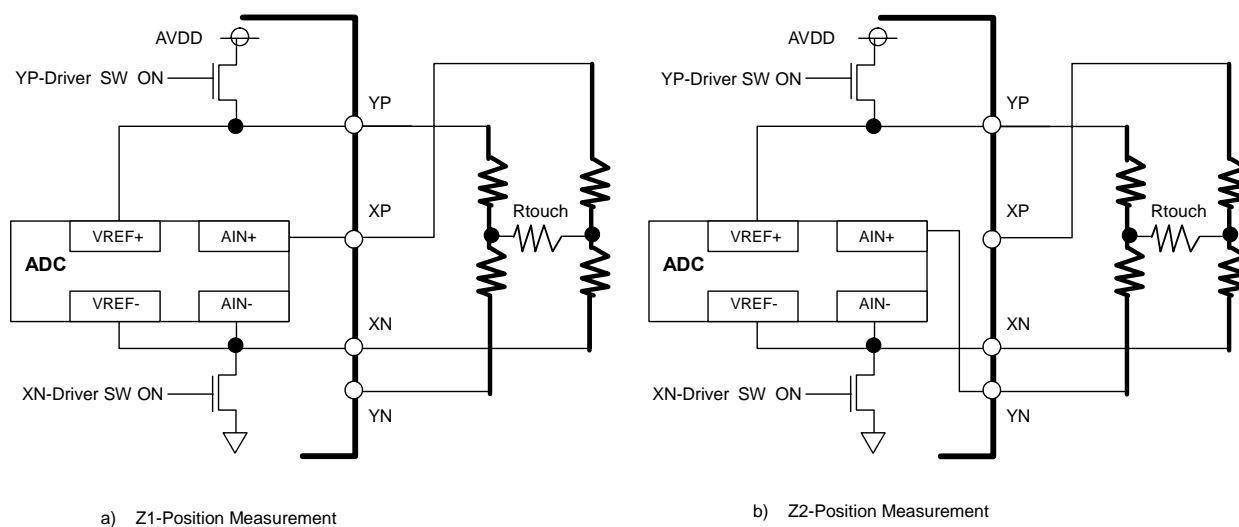 AVDD
YP-Driver SW ON
YP
XP
Rtouch
VREF+
AIN+
ADC
VREF-
AIN-
XN
XN-Driver SW ON
YN
a) Z1-Position Measurement
AVDD
YP-Driver SW ON
YP
XP
Rtouch
VREF+
AIN+
ADC
VREF-
AIN-
XN
XN-Driver SW ON
YN
b) Z2-Position Measurement